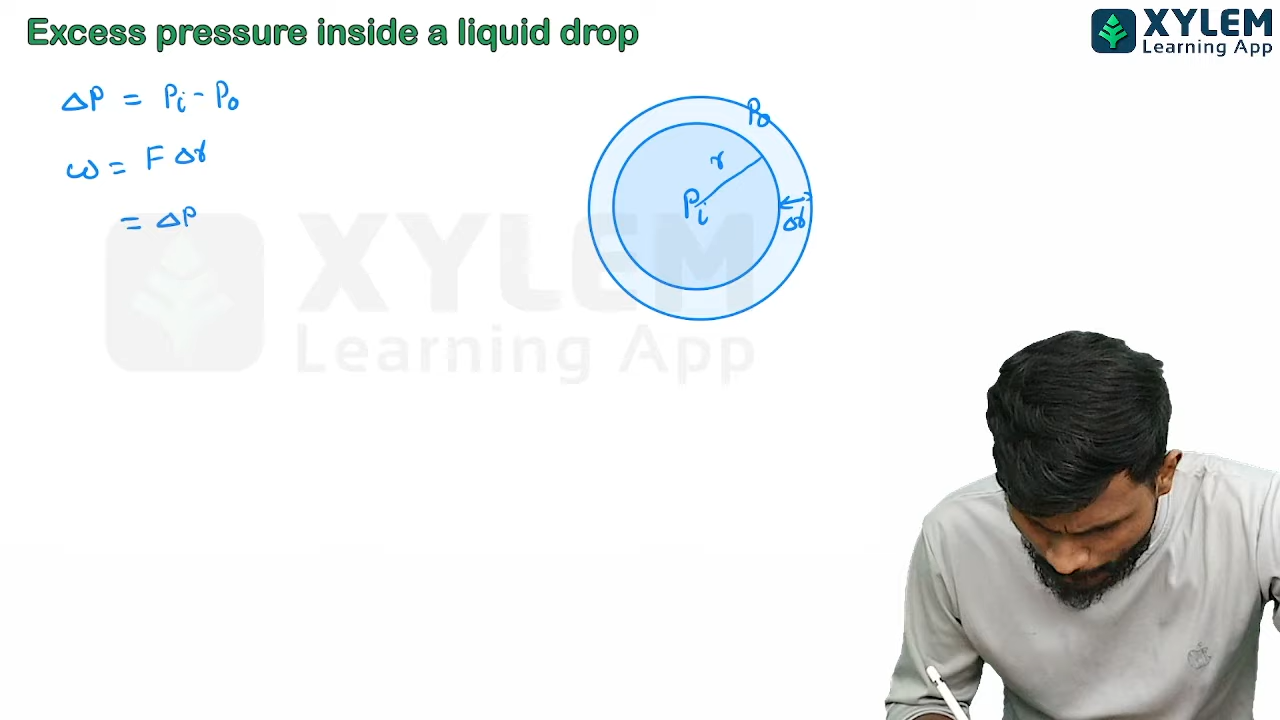 Excess pressure inside a liquid drop
XYLEM
Learning App
ΔP = Pi - Po
W = F Δr
= ΔP
Po
r
Pi
Δr
XYLEM
Learning App